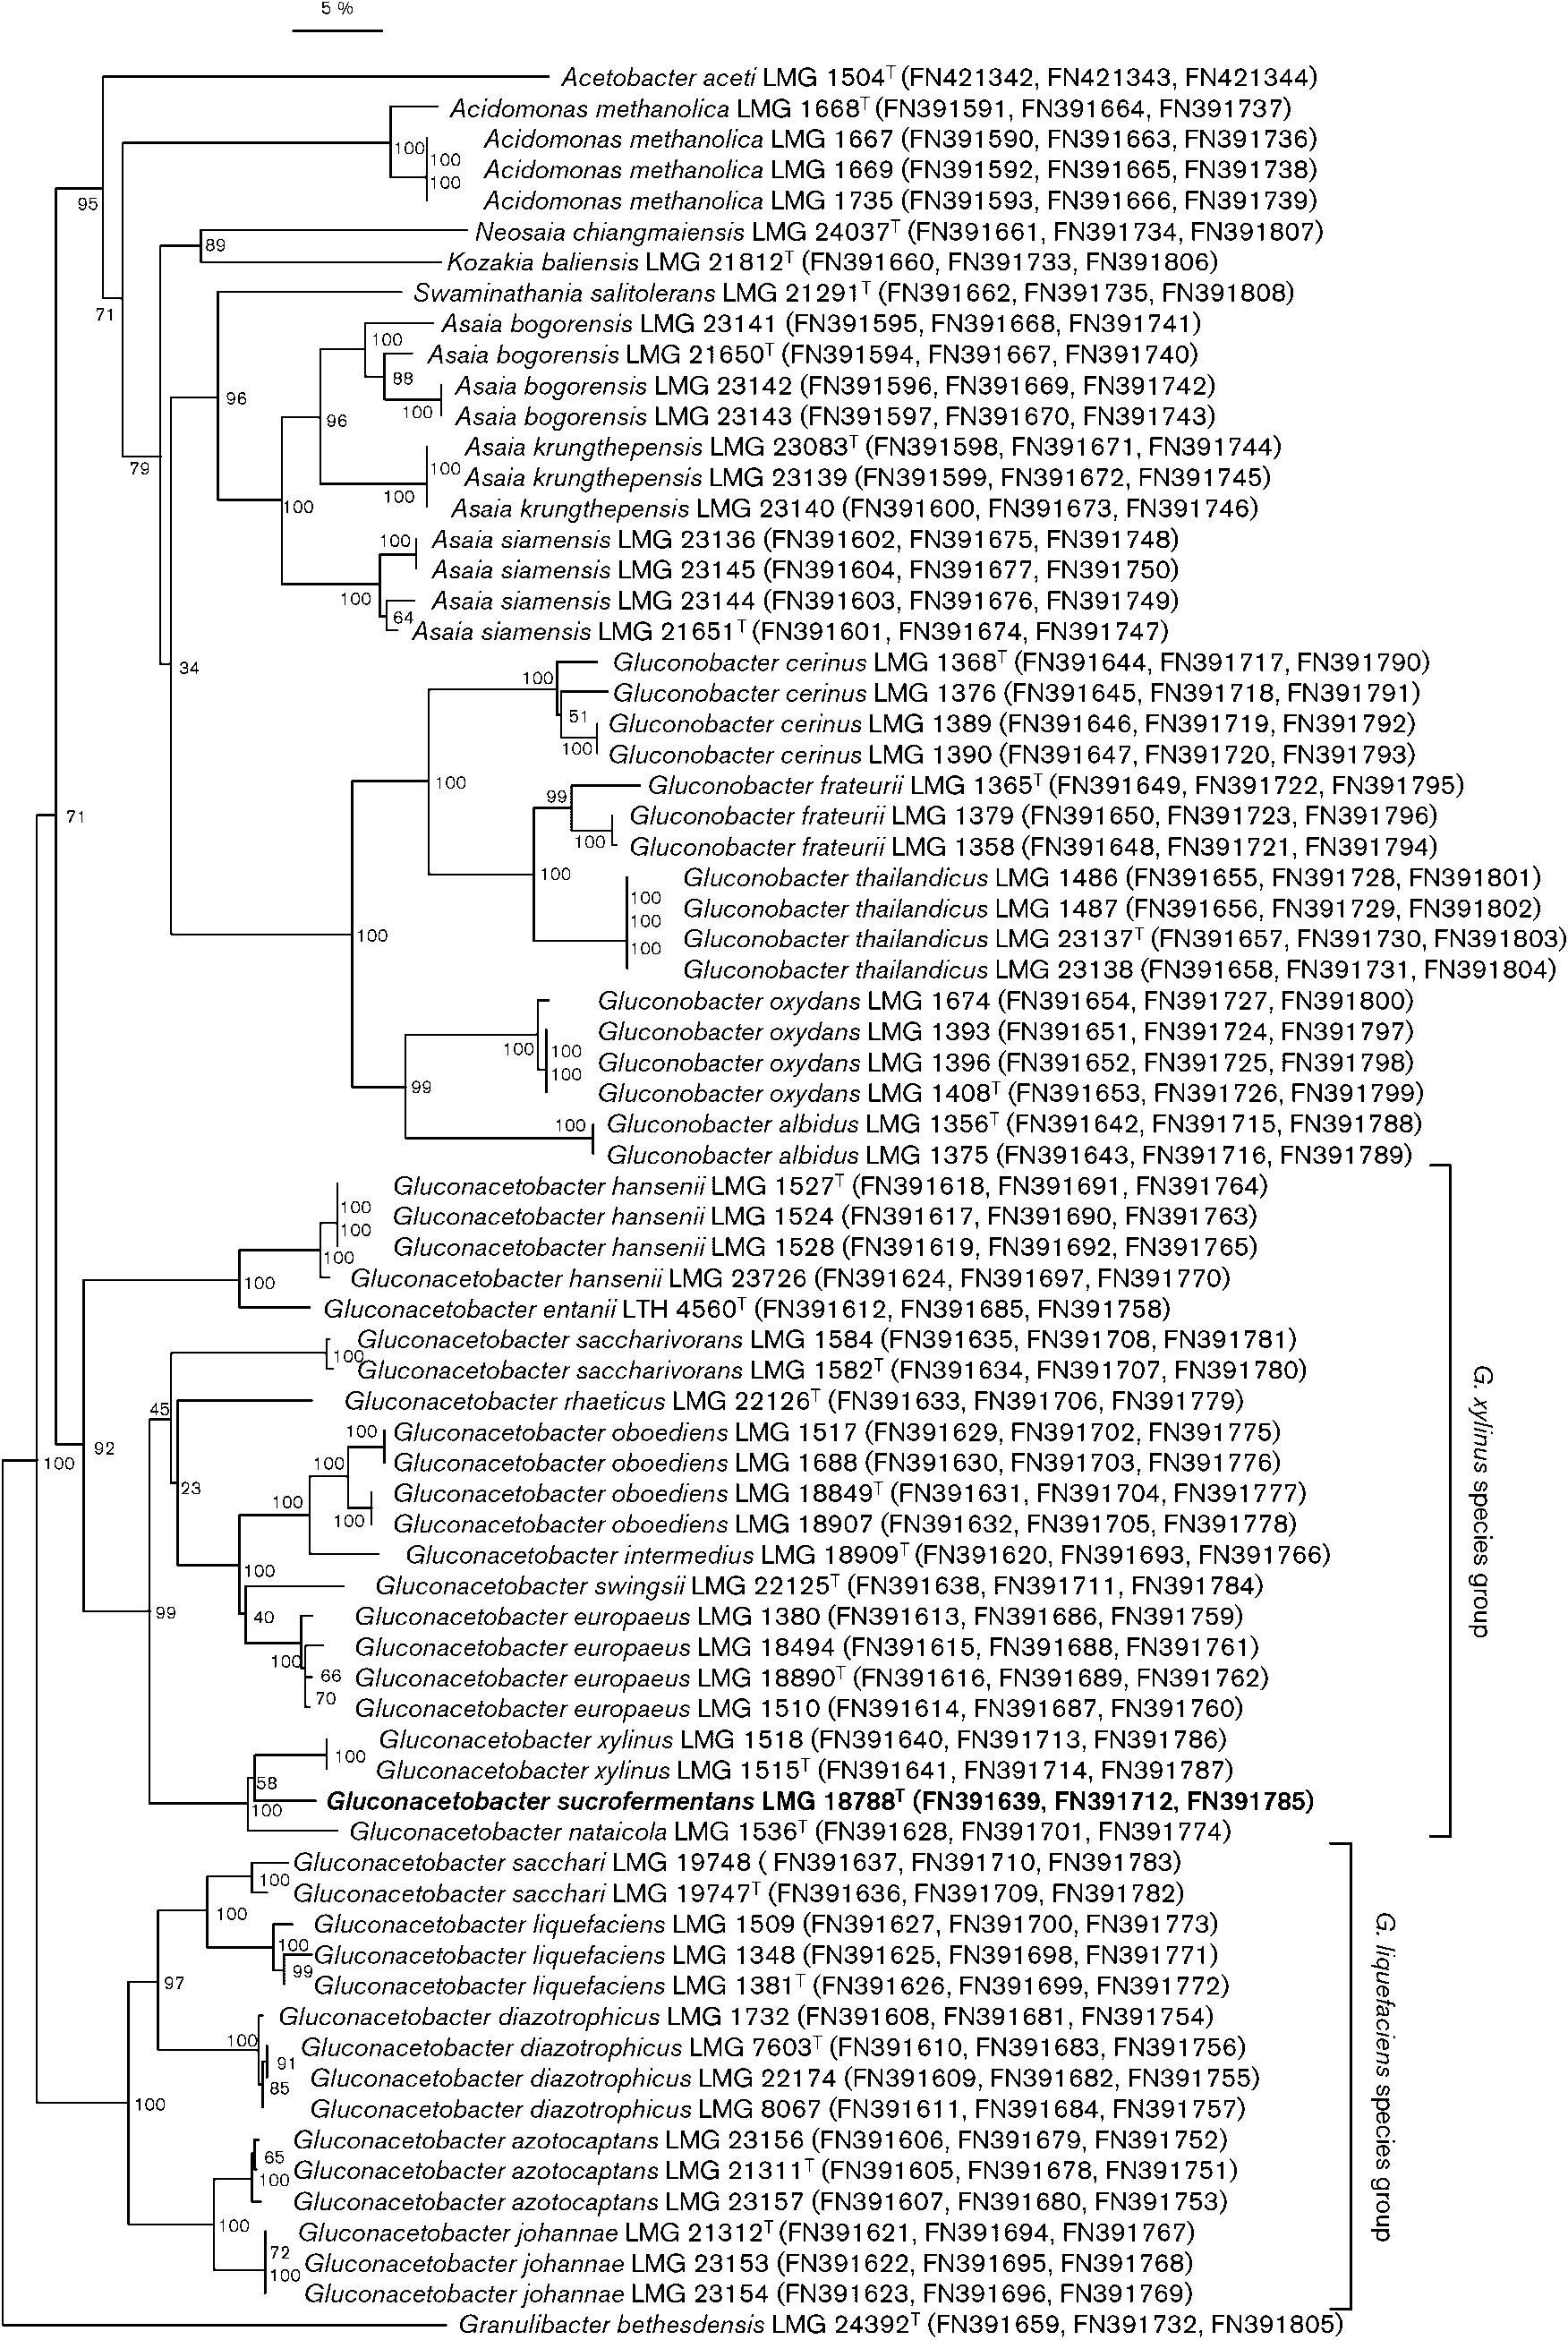 5 %
Acetobacter aceti LMG 1504T (FN421342, FN421343, FN421344)
Acidomonas methanolica LMG 1668T (FN391591, FN391664, FN391737)
100
Acidomonas methanolica LMG 1667 (FN391590, FN391663, FN391736)
100
Acidomonas methanolica LMG 1669 (FN391592, FN391665, FN391738)
100
Acidomonas methanolica LMG 1735 (FN391593, FN391666, FN391739)
95
Neosaia chiangmaiensis LMG 24037T (FN391661, FN391734, FN391807)
89
Kozakia baliensis LMG 21812T (FN391660, FN391733, FN391806)
Swaminathania salitolerans LMG 21291T (FN391662, FN391735, FN391808)
71
Asaia bogorensis LMG 23141 (FN391595, FN391668, FN391741)
100
Asaia bogorensis LMG 21650T (FN391594, FN391667, FN391740)
88
Asaia bogorensis LMG 23142 (FN391596, FN391669, FN391742)
96
100
Asaia bogorensis LMG 23143 (FN391597, FN391670, FN391743)
96
Asaia krungthepensis LMG 23083T (FN391598, FN391671, FN391744)
79
100
Asaia krungthepensis LMG 23139 (FN391599, FN391672, FN391745)
100
100
Asaia krungthepensis LMG 23140 (FN391600, FN391673, FN391746)
100
Asaia siamensis LMG 23136 (FN391602, FN391675, FN391748)
Asaia siamensis LMG 23145 (FN391604, FN391677, FN391750)
100
Asaia siamensis LMG 23144 (FN391603, FN391676, FN391749)
64
Asaia siamensis LMG 21651T (FN391601, FN391674, FN391747)
34
Gluconobacter cerinus LMG 1368T (FN391644, FN391717, FN391790)
100
Gluconobacter cerinus LMG 1376 (FN391645, FN391718, FN391791)
51
Gluconobacter cerinus LMG 1389 (FN391646, FN391719, FN391792)
100
Gluconobacter cerinus LMG 1390 (FN391647, FN391720, FN391793)
100
Gluconobacter frateurii LMG 1365T (FN391649, FN391722, FN391795)
99
71
Gluconobacter frateurii LMG 1379 (FN391650, FN391723, FN391796)
100
Gluconobacter frateurii LMG 1358 (FN391648, FN391721, FN391794)
100
Gluconobacter thailandicus LMG 1486 (FN391655, FN391728, FN391801)
100
Gluconobacter thailandicus LMG 1487 (FN391656, FN391729, FN391802)
100
100
Gluconobacter thailandicus LMG 23137T (FN391657, FN391730, FN391803)
100
Gluconobacter thailandicus LMG 23138 (FN391658, FN391731, FN391804)
Gluconobacter oxydans LMG 1674 (FN391654, FN391727, FN391800)
Gluconobacter oxydans LMG 1393 (FN391651, FN391724, FN391797)
100 100
Gluconobacter oxydans LMG 1396 (FN391652, FN391725, FN391798)
100
99
Gluconobacter oxydans LMG 1408T (FN391653, FN391726, FN391799)
100
Gluconobacter albidus LMG 1356T (FN391642, FN391715, FN391788)
Gluconobacter albidus LMG 1375 (FN391643, FN391716, FN391789)
Gluconacetobacter hansenii LMG 1527T (FN391618, FN391691, FN391764)
100
Gluconacetobacter hansenii LMG 1524 (FN391617, FN391690, FN391763)
100
Gluconacetobacter hansenii LMG 1528 (FN391619, FN391692, FN391765)
100
Gluconacetobacter hansenii LMG 23726 (FN391624, FN391697, FN391770)
100
Gluconacetobacter entanii LTH 4560T (FN391612, FN391685, FN391758)
Gluconacetobacter saccharivorans LMG 1584 (FN391635, FN391708, FN391781)
100
Gluconacetobacter saccharivorans LMG 1582T (FN391634, FN391707, FN391780)
Gluconacetobacter rhaeticus LMG 22126T (FN391633, FN391706, FN391779)
45
100
Gluconacetobacter oboediens LMG 1517 (FN391629, FN391702, FN391775)
92
100
100
Gluconacetobacter oboediens LMG 1688 (FN391630, FN391703, FN391776)
23
Gluconacetobacter oboediens LMG 18849T (FN391631, FN391704, FN391777)
100
100
Gluconacetobacter oboediens LMG 18907 (FN391632, FN391705, FN391778)
Gluconacetobacter intermedius LMG 18909T (FN391620, FN391693, FN391766)
100
Gluconacetobacter swingsii LMG 22125T (FN391638, FN391711, FN391784)
99
40
Gluconacetobacter europaeus LMG 1380 (FN391613, FN391686, FN391759)
Gluconacetobacter europaeus LMG 18494 (FN391615, FN391688, FN391761)
100
66
Gluconacetobacter europaeus LMG 18890T (FN391616, FN391689, FN391762)
70
Gluconacetobacter europaeus LMG 1510 (FN391614, FN391687, FN391760)
Gluconacetobacter xylinus LMG 1518 (FN391640, FN391713, FN391786)
100
Gluconacetobacter xylinus LMG 1515T (FN391641, FN391714, FN391787)
58
Gluconacetobacter sucrofermentans LMG 18788T (FN391639, FN391712, FN391785)
100
Gluconacetobacter nataicola LMG 1536T (FN391628, FN391701, FN391774)
G. xylinus species group
Gluconacetobacter sacchari LMG 19748 ( FN391637, FN391710, FN391783)
100
Gluconacetobacter sacchari LMG 19747T (FN391636, FN391709, FN391782)
100
Gluconacetobacter liquefaciens LMG 1509 (FN391627, FN391700, FN391773)
100
Gluconacetobacter liquefaciens LMG 1348 (FN391625, FN391698, FN391771)
99
97
Gluconacetobacter liquefaciens LMG 1381T (FN391626, FN391699, FN391772)
Gluconacetobacter diazotrophicus LMG 1732 (FN391608, FN391681, FN391754)
100
Gluconacetobacter diazotrophicus LMG 7603T (FN391610, FN391683, FN391756)
91
Gluconacetobacter diazotrophicus LMG 22174 (FN391609, FN391682, FN391755)
85
100
Gluconacetobacter diazotrophicus LMG 8067 (FN391611, FN391684, FN391757)
Gluconacetobacter azotocaptans LMG 23156 (FN391606, FN391679, FN391752)
65
Gluconacetobacter azotocaptans LMG 21311T (FN391605, FN391678, FN391751)
100
Gluconacetobacter azotocaptans LMG 23157 (FN391607, FN391680, FN391753)
100
Gluconacetobacter johannae LMG 21312T (FN391621, FN391694, FN391767)
72
Gluconacetobacter johannae LMG 23153 (FN391622, FN391695, FN391768)
100
Gluconacetobacter johannae LMG 23154 (FN391623, FN391696, FN391769)
G. liquefaciens species group
Granulibacter bethesdensis LMG 24392T (FN391659, FN391732, FN391805)